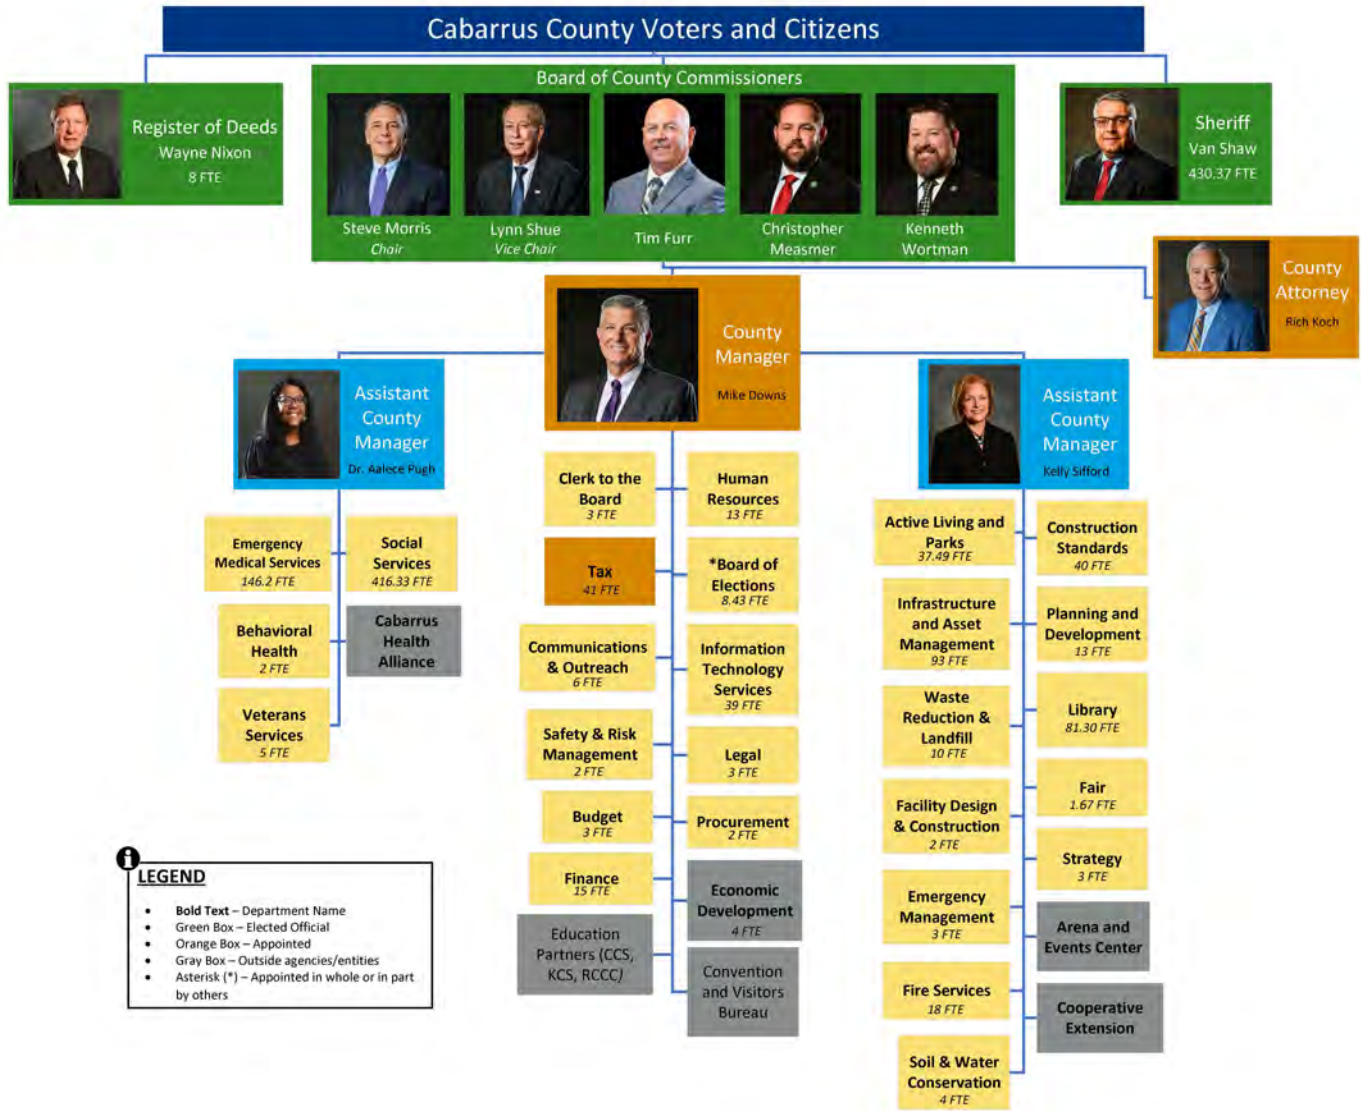 Cabarrus County Voters and Citizens
Register of Deeds
Wayne Nixon
8 FTE
Board of County Commissioners
Steve Morris
Chair
Lynn Shue
Vice Chair
Tim Furr
Christopher
Measmer
Kenneth
Wortman
Sheriff
Van Shaw
430.37 FTE
County
Attorney
Rich Koch
County
Manager
Mike Downs
Assistant
County
Manager
Dr. Aalece Pugh
Assistant
County
Manager
Kelly Sifford
Emergency
Medical Services
146.2 FTE
Social
Services
416.33 FTE
Behavioral
Health
2 FTE
Cabarrus
Health
Alliance
Veterans
Services
5 FTE
Clerk to the
Board
3 FTE
Human
Resources
13 FTE
Tax
41 FTE
*Board of
Elections
8.43 FTE
Communications
& Outreach
6 FTE
Information
Technology
Services
39 FTE
Safety & Risk
Management
2 FTE
Legal
3 FTE
Budget
3 FTE
Procurement
2 FTE
Finance
15 FTE
Economic
Development
4 FTE
Education
Partners (CCS,
KCS, RCCC)
Convention
and Visitors
Bureau
Active Living and
Parks
37.49 FTE
Construction
Standards
40 FTE
Infrastructure
and Asset
Management
93 FTE
Planning and
Development
13 FTE
Waste
Reduction &
Landfill
10 FTE
Library
81.30 FTE
Facility Design
& Construction
2 FTE
Fair
1.67 FTE
Strategy
3 FTE
Emergency
Management
3 FTE
Arena and
Events Center
Fire Services
18 FTE
Cooperative
Extension
Soil & Water
Conservation
4 FTE
i
LEGEND
• Bold Text – Department Name
• Green Box – Elected Official
• Orange Box – Appointed
• Gray Box – Outside agencies/entities
• Asterisk (*) – Appointed in whole or in part
by others